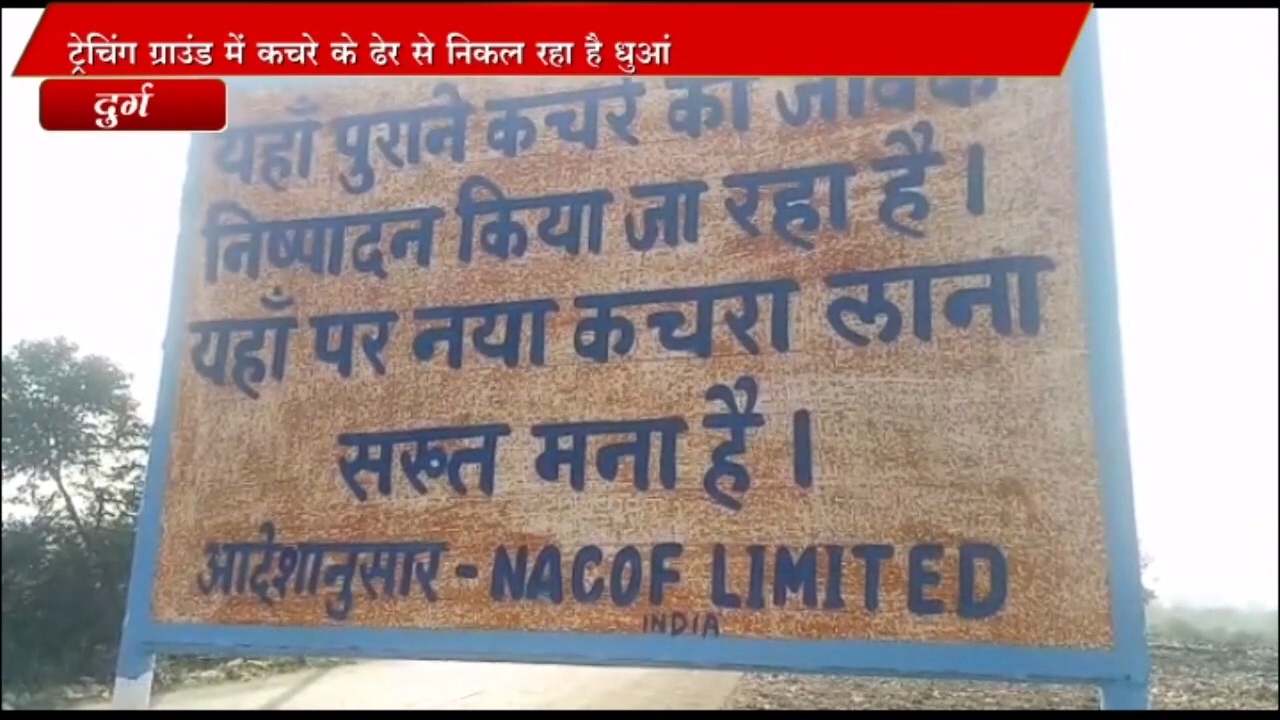 ट्रेचिंग ग्राउंड में कचरे के ढेर से निकल रहा है धुआं
दुर्ग
यहाँ पुराने कचरे का जैविक
निष्पादन किया जा रहा है।
यहाँ पर नया कचरा लाना
सख्त मना है।
आदेशानुसार - NACOF LIMITED
INDIA